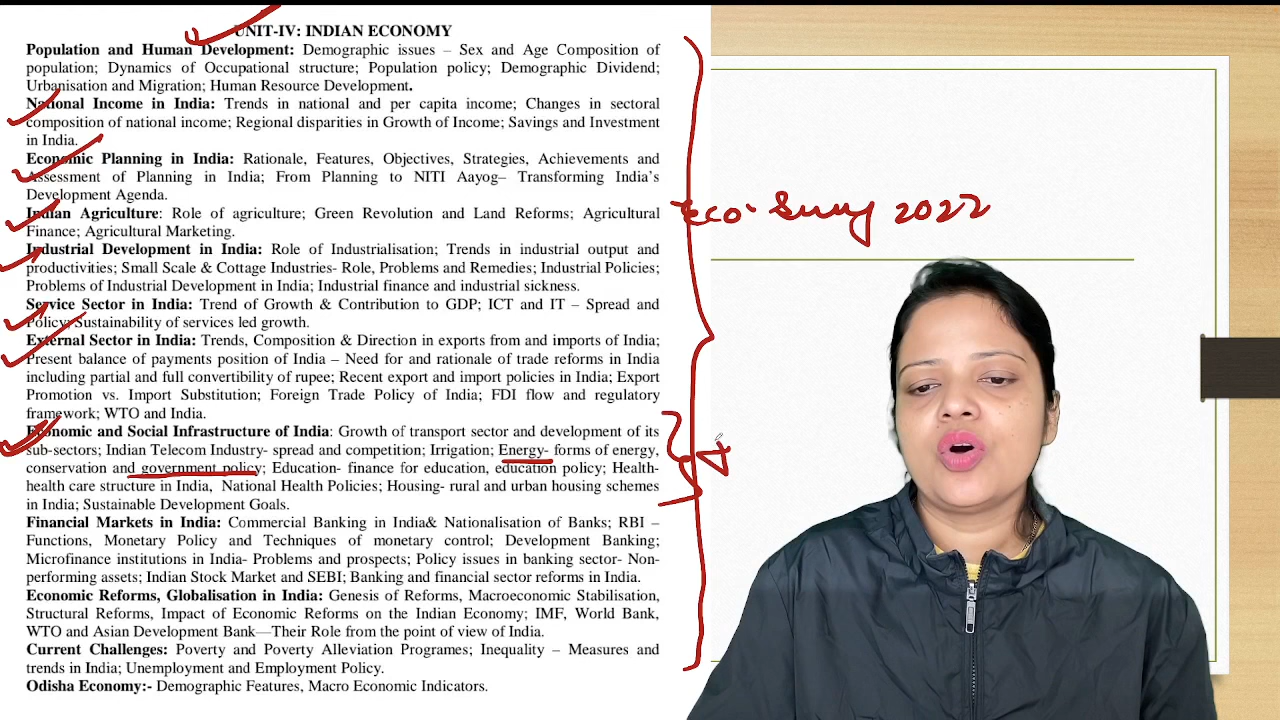 UNIT-IV: INDIAN ECONOMY
Population and Human Development: Demographic issues – Sex and Age Composition of
population; Dynamics of Occupational structure; Population policy; Demographic Dividend;
Urbanisation and Migration; Human Resource Development.
National Income in India: Trends in national and per capita income; Changes in sectoral
composition of national income; Regional disparities in Growth of Income; Savings and Investment
in India.
Economic Planning in India: Rationale, Features, Objectives, Strategies, Achievements and
Assessment of Planning in India; From Planning to NITI Aayog– Transforming India's
Development Agenda.
Indian Agriculture: Role of agriculture; Green Revolution and Land Reforms; Agricultural
Finance; Agricultural Marketing.
Eco. Survey 2022
Industrial Development in India: Role of Industrialisation; Trends in industrial output and
productivities; Small Scale & Cottage Industries- Role, Problems and Remedies; Industrial Policies;
Problems of Industrial Development in India; Industrial finance and industrial sickness.
Service Sector in India: Trend of Growth & Contribution to GDP; ICT and IT – Spread and
Policy; Sustainability of services led growth.
External Sector in India: Trends, Composition & Direction in exports from and imports of India;
Present balance of payments position of India – Need for and rationale of trade reforms in India
including partial and full convertibility of rupee; Recent export and import policies in India; Export
Promotion vs. Import Substitution; Foreign Trade Policy of India; FDI flow and regulatory
framework; WTO and India.
Economic and Social Infrastructure of India: Growth of transport sector and development of its
sub-sectors; Indian Telecom Industry- spread and competition; Irrigation; Energy- forms of energy,
conservation and government policy; Education- finance for education, education policy; Health-
health care structure in India, National Health Policies; Housing- rural and urban housing schemes
in India; Sustainable Development Goals.
Financial Markets in India: Commercial Banking in India& Nationalisation of Banks; RBI –
Functions, Monetary Policy and Techniques of monetary control; Development Banking;
Microfinance institutions in India- Problems and prospects; Policy issues in banking sector- Non-
performing assets; Indian Stock Market and SEBI; Banking and financial sector reforms in India.
Economic Reforms, Globalisation in India: Genesis of Reforms, Macroeconomic Stabilisation,
Structural Reforms, Impact of Economic Reforms on the Indian Economy; IMF, World Bank,
WTO and Asian Development Bank—Their Role from the point of view of India.
Current Challenges: Poverty and Poverty Alleviation Programes; Inequality – Measures and
trends in India; Unemployment and Employment Policy.
Odisha Economy:- Demographic Features, Macro Economic Indicators.